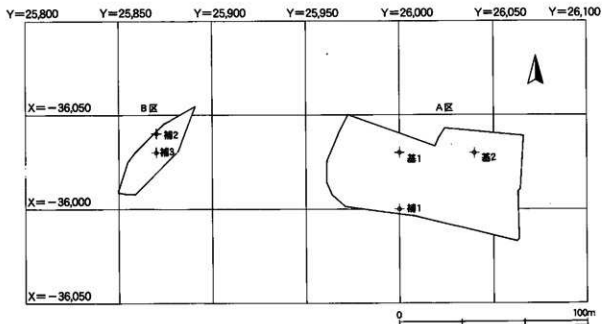 Y=25,800 Y=25,850 Y=25,900 Y=25,950 Y=26,000 Y=26,050 Y=26,100
X=-36,050 B区 A区
補2
補3 基1 基2
X=-36,000 補1
X=-36,050
0 100m